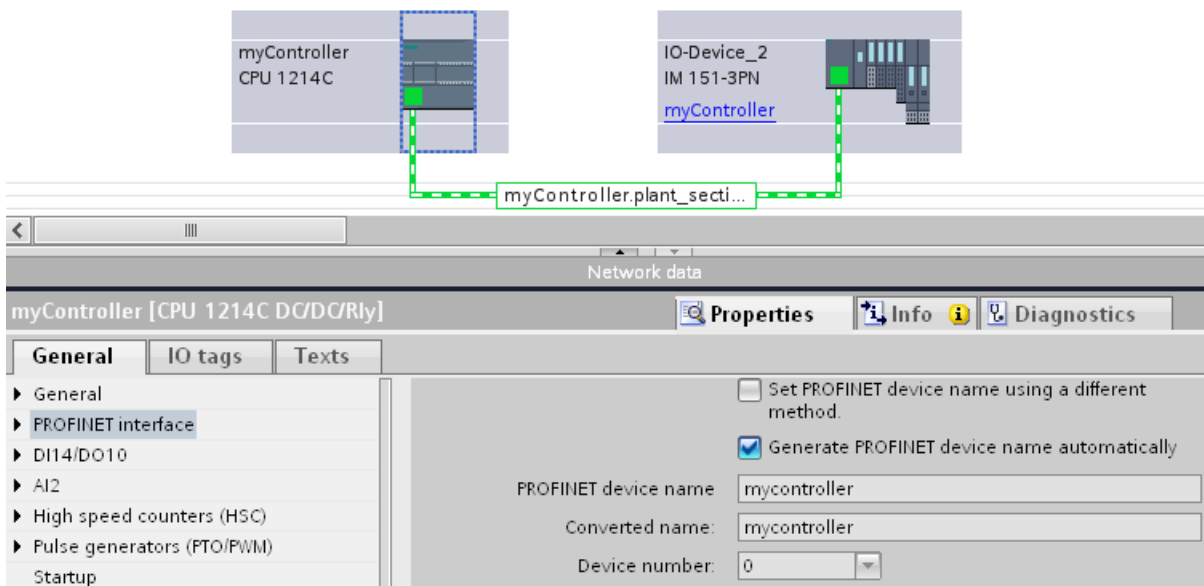 myController
CPU 1214C
IO-Device_2
IM 151-3PN
myController
myController.plant_secti...
Network data
myController [CPU 1214C DC/DC/Rly]
Properties
Info
Diagnostics
General
IO tags
Texts
General
PROFINET interface
DI14/DO10
AI2
High speed counters (HSC)
Pulse generators (PTO/PWM)
Startup
Set PROFINET device name using a different
method.
Generate PROFINET device name automatically
PROFINET device name
mycontroller
Converted name:
mycontroller
Device number:
0